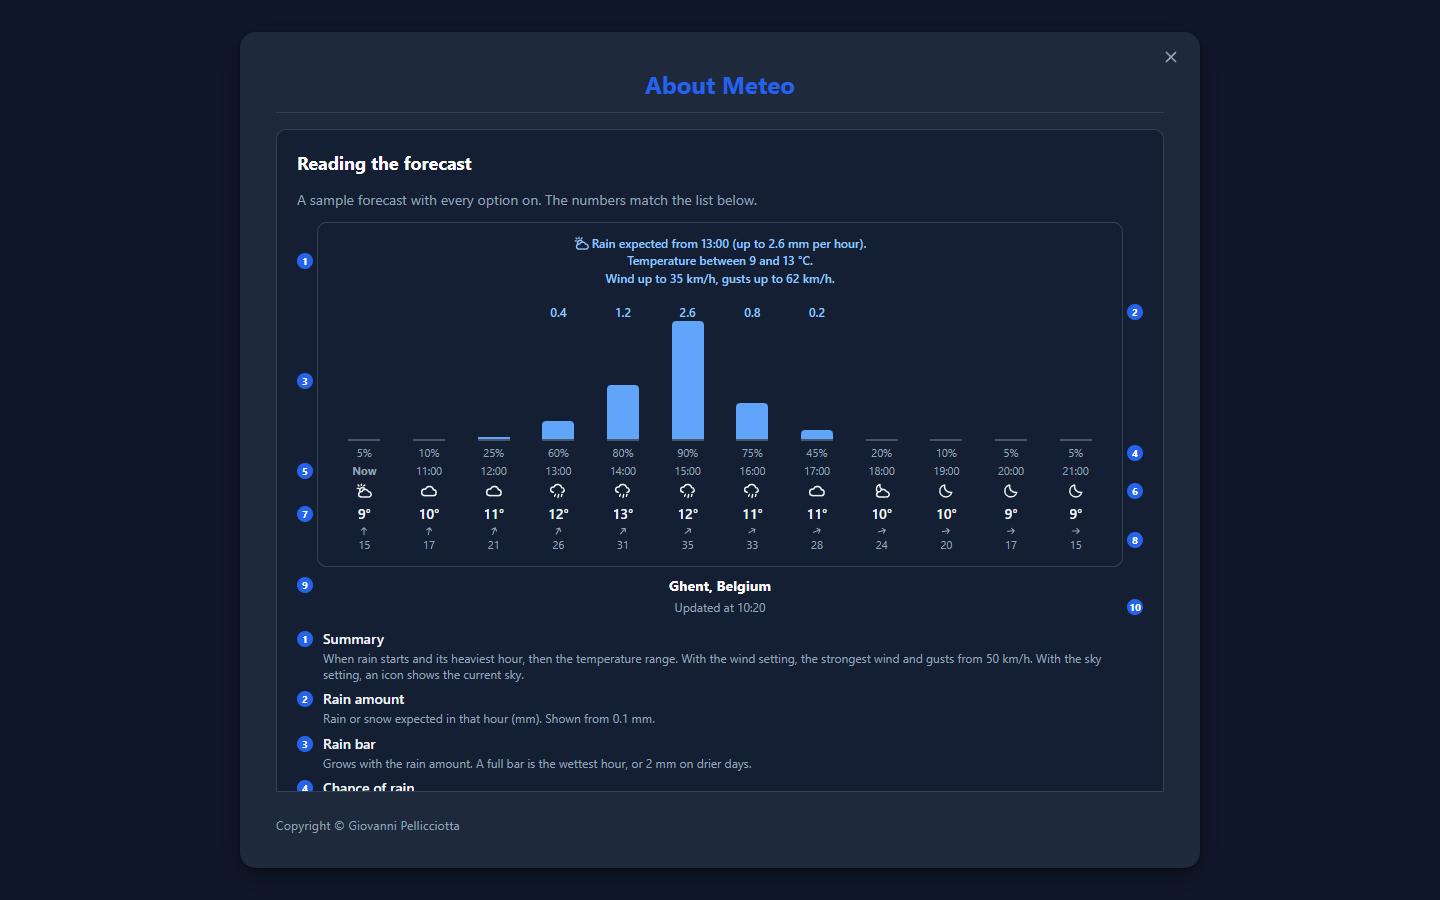 About Meteo
Reading the forecast
A sample forecast with every option on. The numbers match the list below.
1
Rain expected from 13:00 (up to 2.6 mm per hour).
Temperature between 9 and 13 °C.
Wind up to 35 km/h, gusts up to 62 km/h.
0.4 1.2 2.6 0.8 0.2 2
3
5% 10% 25% 60% 80% 90% 75% 45% 20% 10% 5% 5% 4
5 Now 11:00 12:00 13:00 14:00 15:00 16:00 17:00 18:00 19:00 20:00 21:00
6
7 9° 10° 11° 12° 13° 12° 11° 11° 10° 10° 9° 9°
15 17 21 26 31 35 33 28 24 20 17 15 8
9 Ghent, Belgium
Updated at 10:20 10
1 Summary
When rain starts and its heaviest hour, then the temperature range. With the wind setting, the strongest wind and gusts from 50 km/h. With the sky
setting, an icon shows the current sky.
2 Rain amount
Rain or snow expected in that hour (mm). Shown from 0.1 mm.
3 Rain bar
Grows with the rain amount. A full bar is the wettest hour, or 2 mm on drier days.
4 Chance of rain
Copyright © Giovanni Pellicciotta